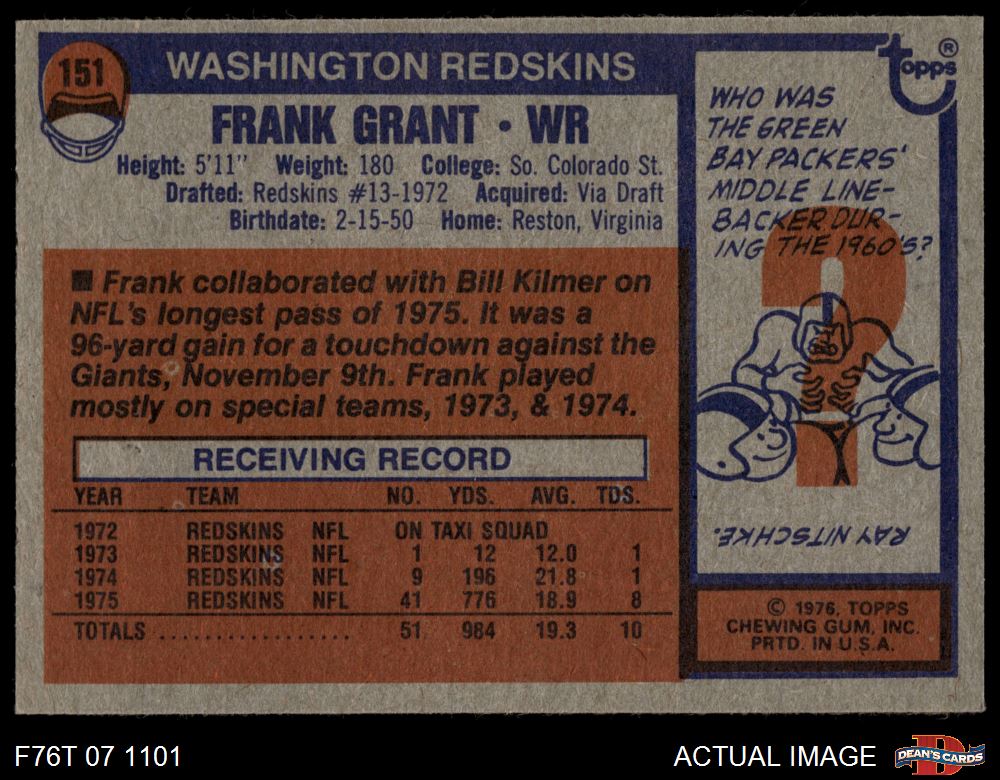 151
WASHINGTON REDSKINS
FRANK GRANT • WR
Height: 5'11" Weight: 180 College: So. Colorado St.
Drafted: Redskins #13-1972 Acquired: Via Draft
Birthdate: 2-15-50 Home: Reston, Virginia
■ Frank collaborated with Bill Kilmer on
NFL's longest pass of 1975. It was a
96-yard gain for a touchdown against the
Giants, November 9th. Frank played
mostly on special teams, 1973, & 1974.
RECEIVING RECORD
YEAR TEAM NO. YDS. AVG. TDS.
1972 REDSKINS NFL ON TAXI SQUAD
1973 REDSKINS NFL 1 12 12.0 1
1974 REDSKINS NFL 9 196 21.8 1
1975 REDSKINS NFL 41 776 18.9 8
TOTALS .................. 51 984 19.3 10
topps ®
WHO WAS
THE GREEN
BAY PACKERS'
MIDDLE LINE-
BACKER DUR-
ING THE 1960'S?
?
RAY NITSCHKE.
© 1976, TOPPS
CHEWING GUM, INC.
PRTD. IN U.S.A.
F76T 07 1101
ACTUAL IMAGE
D
DEAN'S CARDS